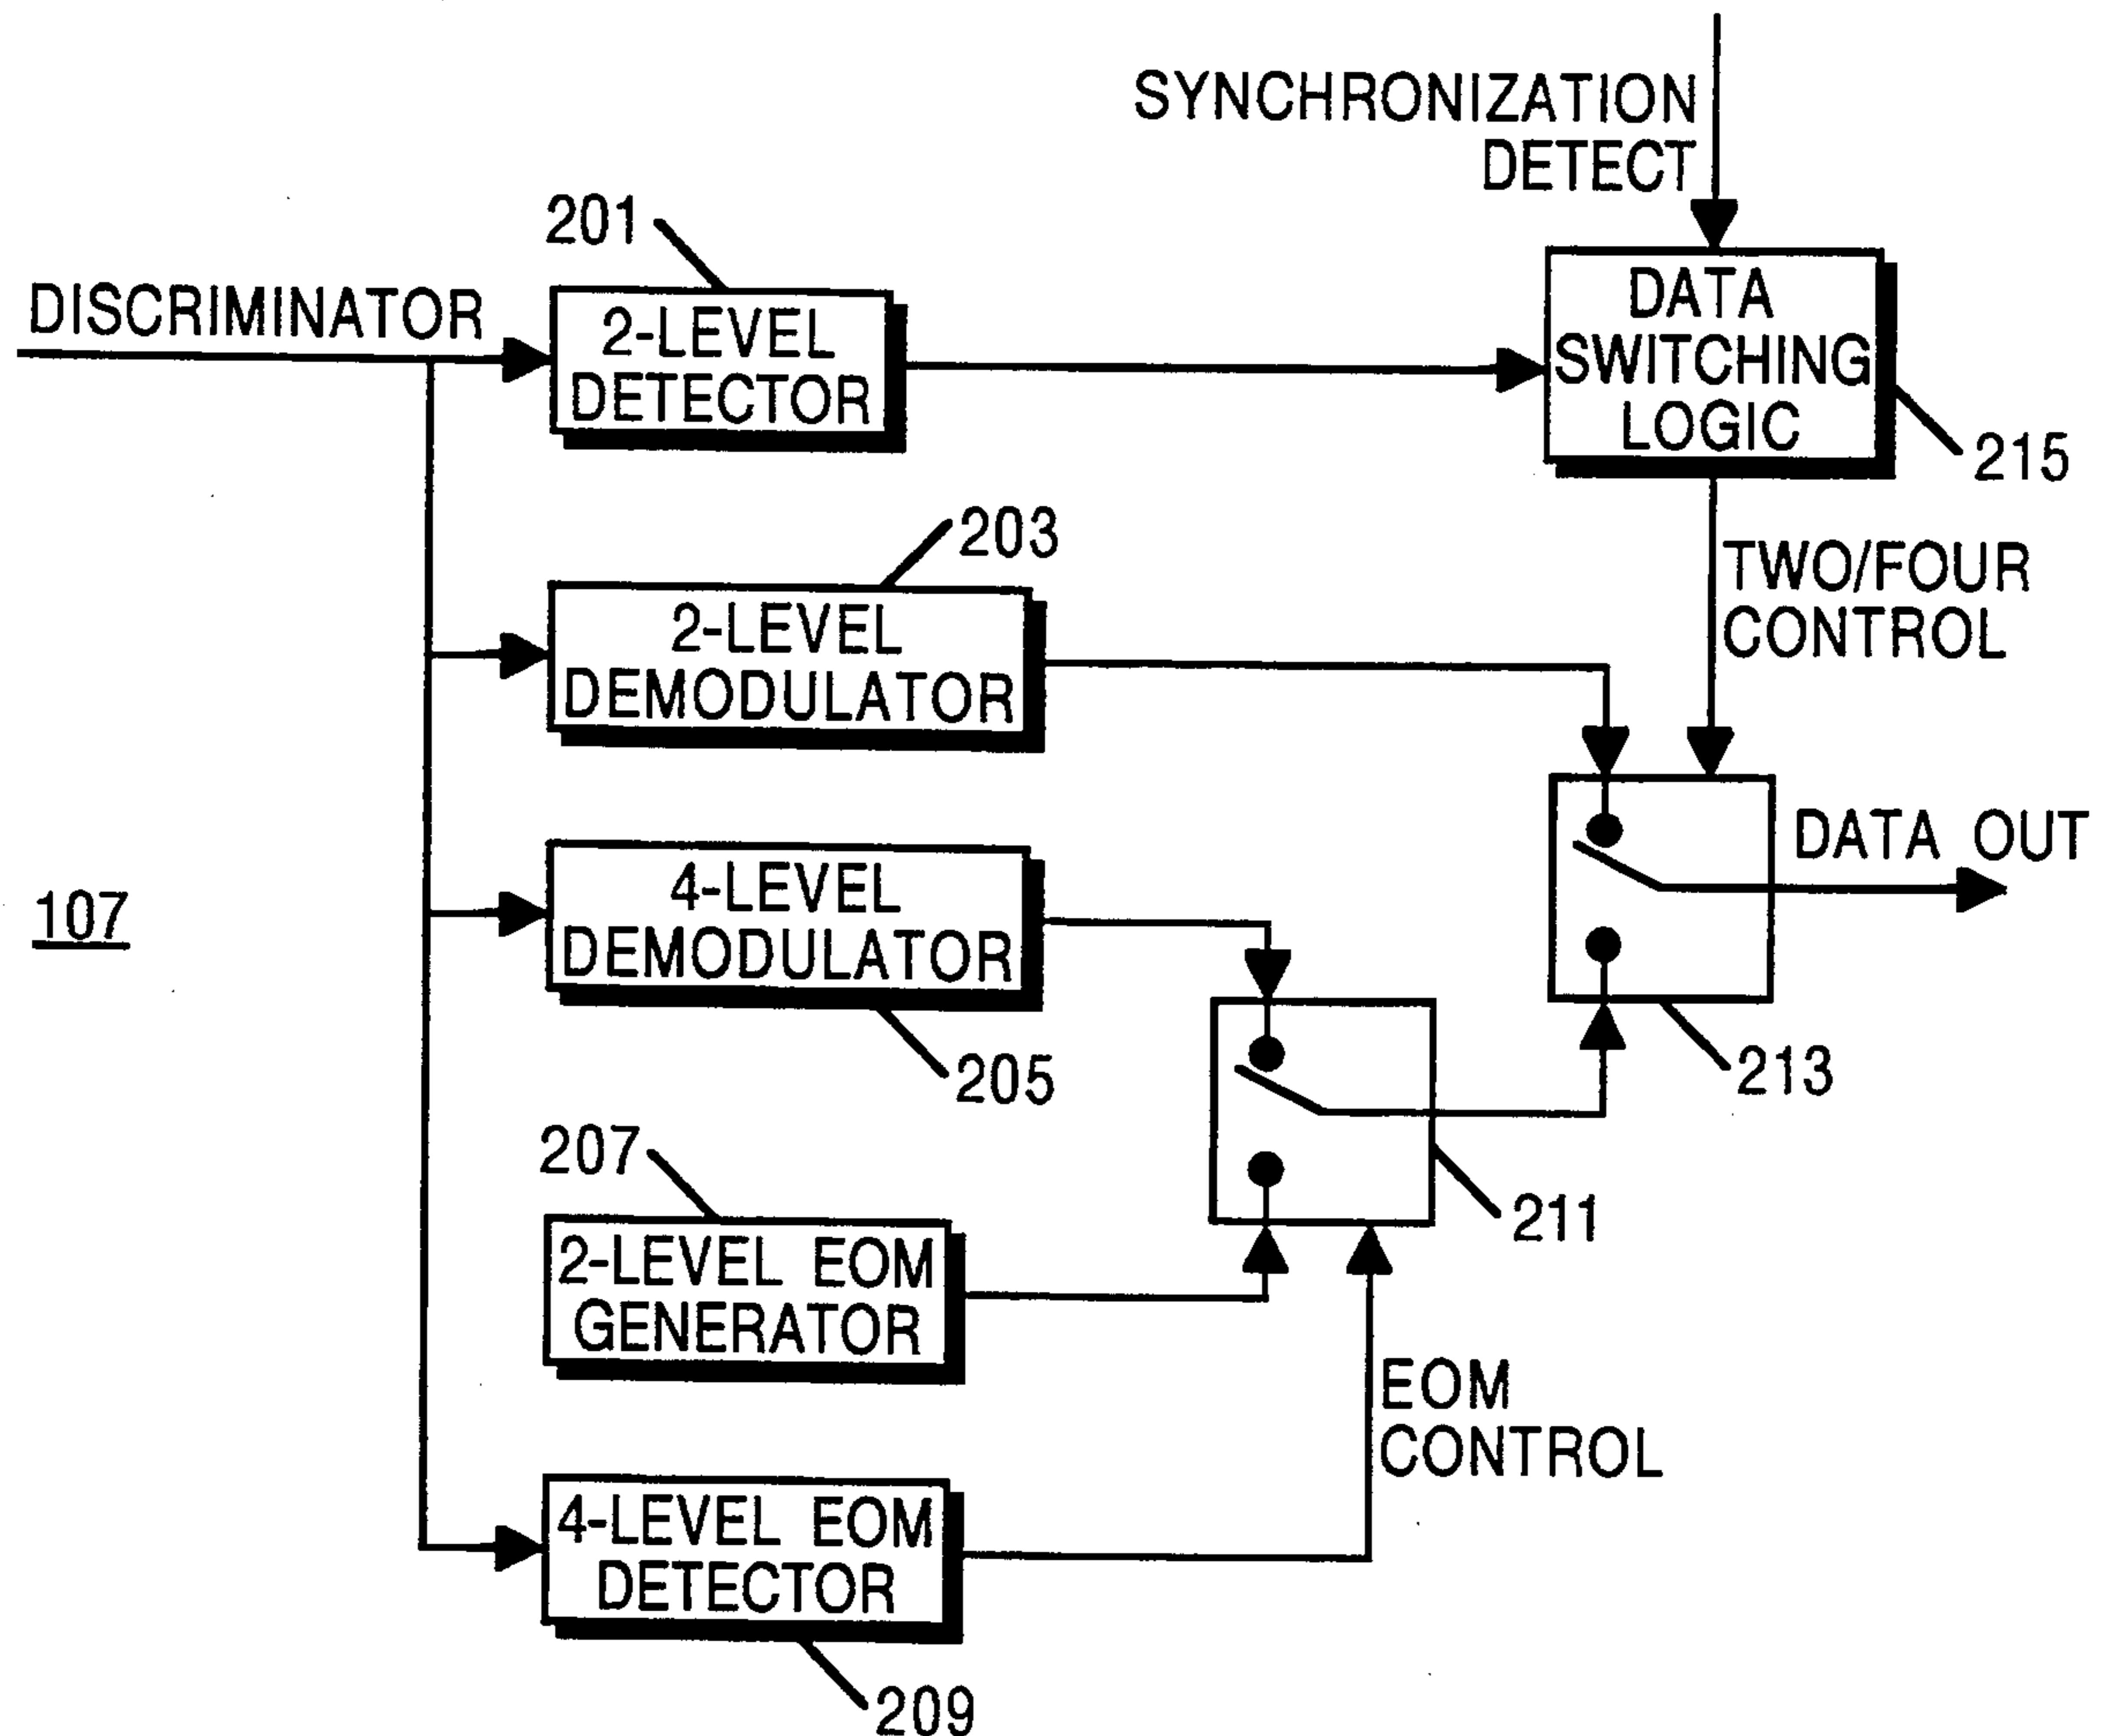 SYNCHRONIZATION
DETECT
201
DISCRIMINATOR
2-LEVEL
DETECTOR
DATA
SWITCHING
LOGIC
215
203
2-LEVEL
DEMODULATOR
TWO/FOUR
CONTROL
4-LEVEL
DEMODULATOR
DATA OUT
107
205
213
207
211
2-LEVEL EOM
GENERATOR
EOM
CONTROL
4-LEVEL EOM
DETECTOR
209